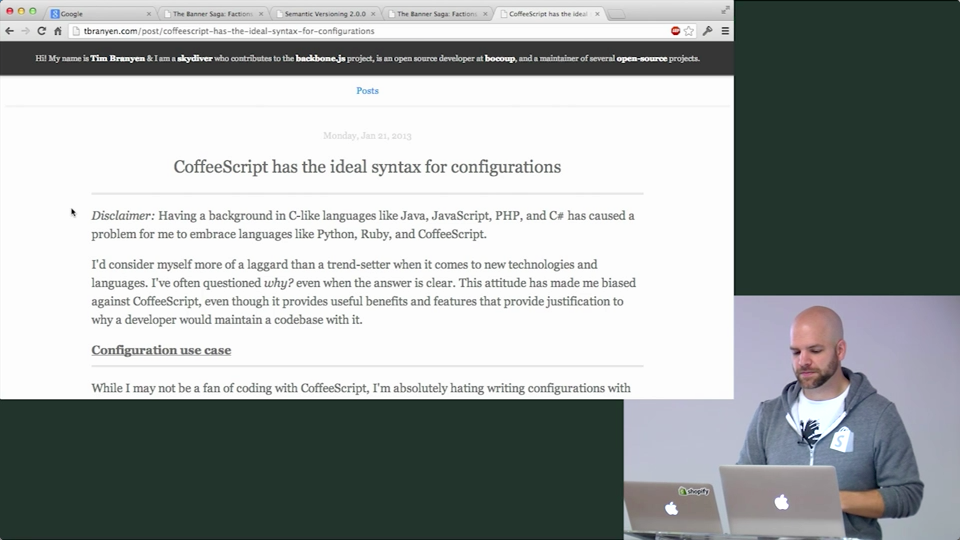 Google
The Banner Saga: Faction
Semantic Versioning 2.0.0
The Banner Saga: Faction
CoffeeScript has the ideal
tbranyen.com/post/coffeescript-has-the-ideal-syntax-for-configurations
Hi! My name is Tim Branyen & I am a skydiver who contributes to the backbone.js project, is an open source developer at bocoup, and a maintainer of several open-source projects.
Posts
Monday, Jan 21, 2013
CoffeeScript has the ideal syntax for configurations
Disclaimer: Having a background in C-like languages like Java, JavaScript, PHP, and C# has caused a
problem for me to embrace languages like Python, Ruby, and CoffeeScript.
I'd consider myself more of a laggard than a trend-setter when it comes to new technologies and
languages. I've often questioned why? even when the answer is clear. This attitude has made me biased
against CoffeeScript, even though it provides useful benefits and features that provide justification to
why a developer would maintain a codebase with it.
Configuration use case
While I may not be a fan of coding with CoffeeScript, I'm absolutely hating writing configurations with
S
shopify